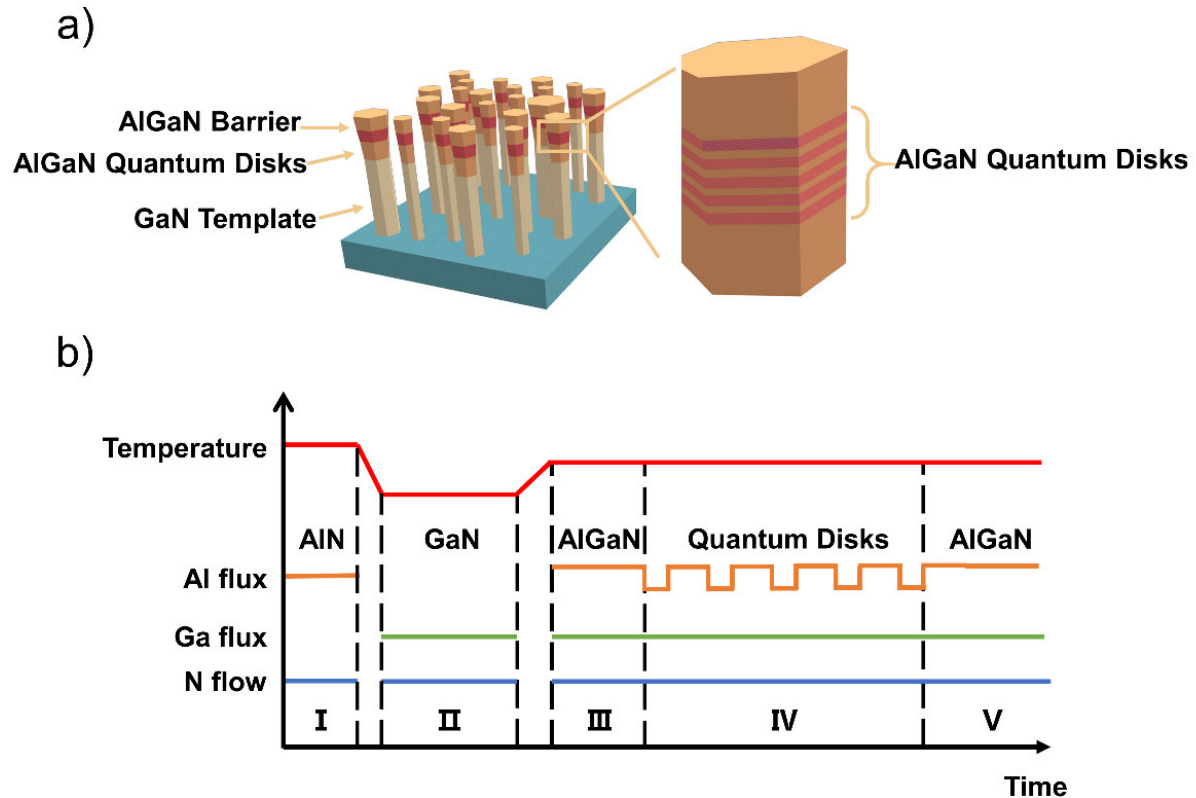 a)
AlGaN Barrier
AlGaN Quantum Disks
GaN Template
AlGaN Quantum Disks
b)
Temperature
AlN
GaN
AlGaN
Quantum Disks
AlGaN
Al flux
Ga flux
N flow
I
II
III
IV
V
Time